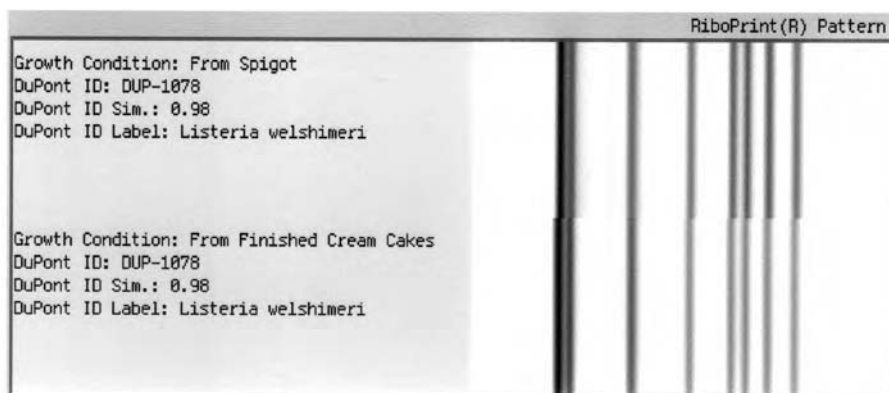 RiboPrint(R) Pattern
Growth Condition: From Spigot
DuPont ID: DUP-1078
DuPont ID Sim.: 0.98
DuPont ID Label: Listeria welshimeri
Growth Condition: From Finished Cream Cakes
DuPont ID: DUP-1078
DuPont ID Sim.: 0.98
DuPont ID Label: Listeria welshimeri